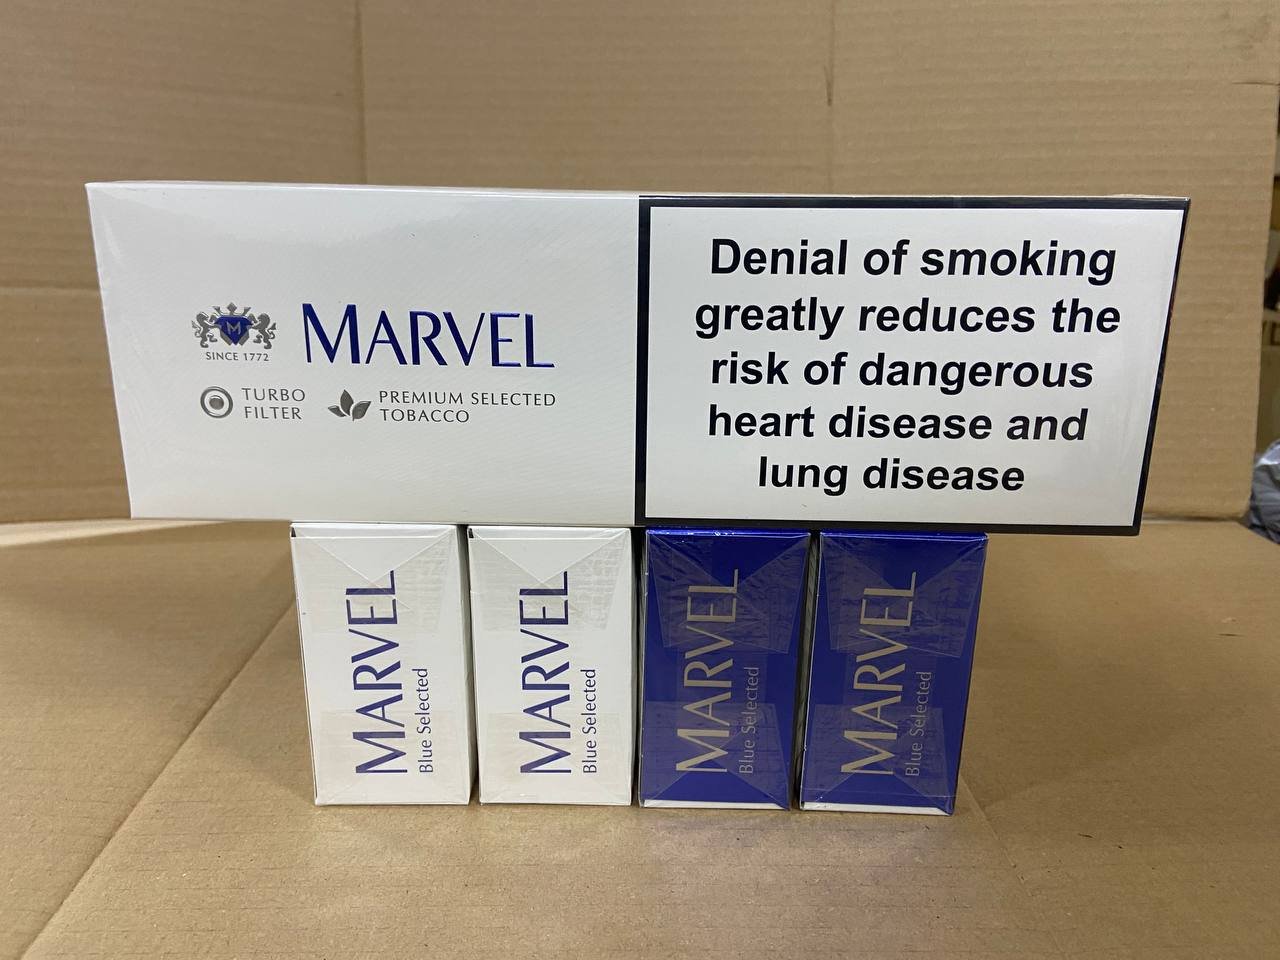 M
SINCE 1772
MARVEL
TURBO
FILTER
PREMIUM SELECTED
TOBACCO
Denial of smoking
greatly reduces the
risk of dangerous
heart disease and
lung disease
MARVEL
Blue Selected
MARVEL
Blue Selected
MARVEL
Blue Selected
MARVEL
Blue Selected